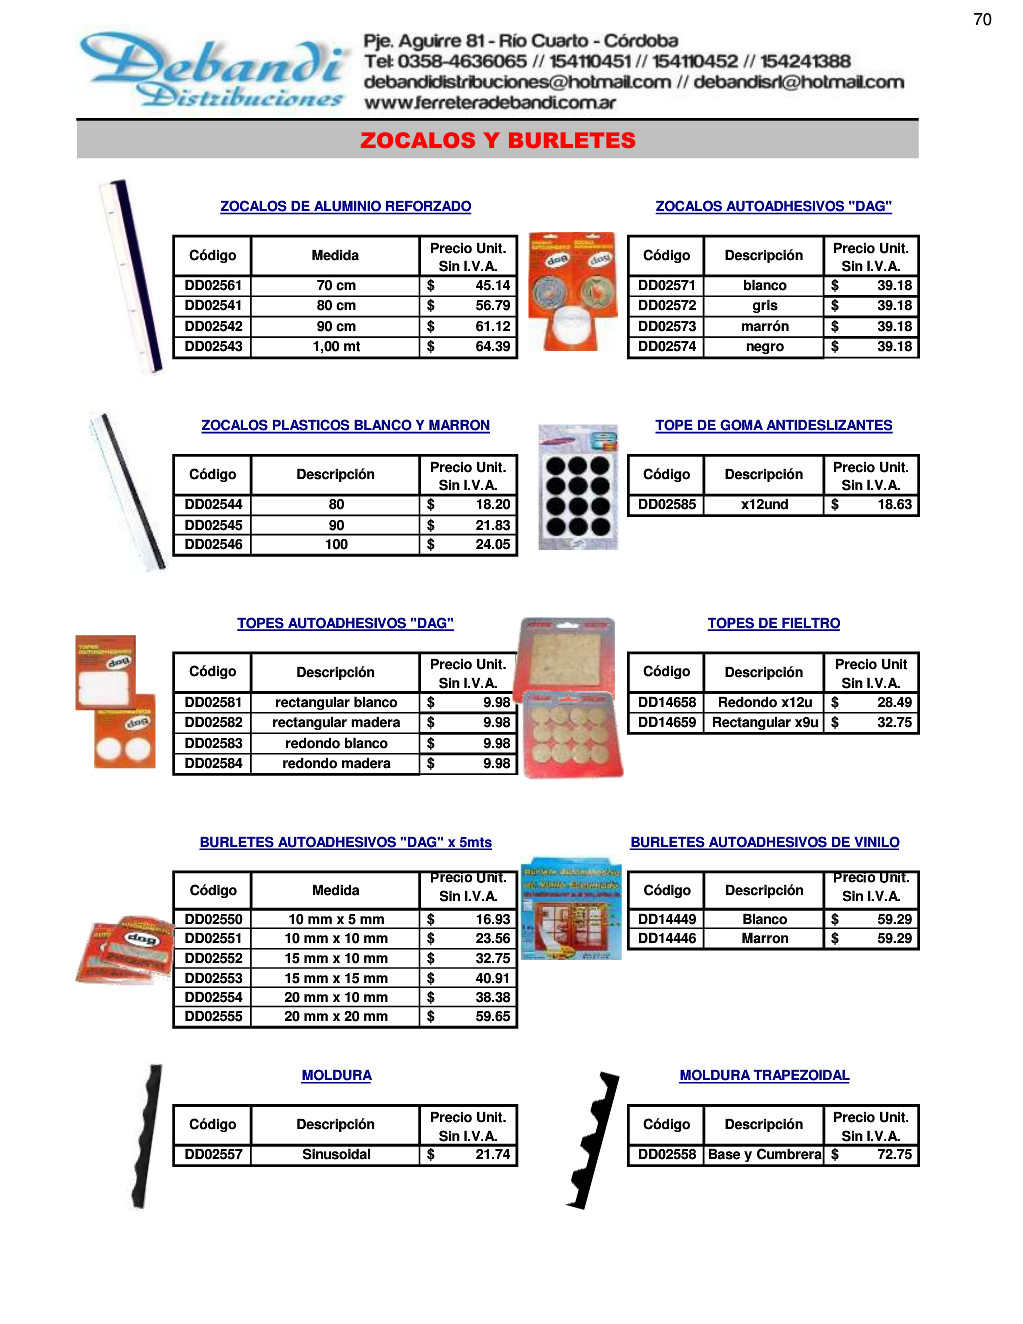 70
Debandi
Distribuciones
Pje. Aguirre 81 - Río Cuarto - Córdoba
Tel: 0358-4636065 // 154110451 // 154110452 // 154241388
debandidistribuciones@hotmail.com // debandisrl@hotmail.com
www.ferreteradebandi.com.ar
ZOCALOS Y BURLETES
ZOCALOS DE ALUMINIO REFORZADO
Código Medida Precio Unit. Sin I.V.A.
DD02561 70 cm $ 45.14
DD02541 80 cm $ 56.79
DD02542 90 cm $ 61.12
DD02543 1,00 mt $ 64.39
ZOCALOS AUTOADHESIVOS "DAG"
dag dag
Código Descripción Precio Unit. Sin I.V.A.
DD02571 blanco $ 39.18
DD02572 gris $ 39.18
DD02573 marrón $ 39.18
DD02574 negro $ 39.18
ZOCALOS PLASTICOS BLANCO Y MARRON
Código Descripción Precio Unit. Sin I.V.A.
DD02544 80 $ 18.20
DD02545 90 $ 21.83
DD02546 100 $ 24.05
TOPE DE GOMA ANTIDESLIZANTES
Código Descripción Precio Unit. Sin I.V.A.
DD02585 x12und $ 18.63
TOPES AUTOADHESIVOS "DAG"
TOPES
AUTOADHESIVOS
dag
dag
Código Descripción Precio Unit. Sin I.V.A.
DD02581 rectangular blanco $ 9.98
DD02582 rectangular madera $ 9.98
DD02583 redondo blanco $ 9.98
DD02584 redondo madera $ 9.98
TOPES DE FIELTRO
Código Descripción Precio Unit Sin I.V.A.
DD14658 Redondo x12u $ 28.49
DD14659 Rectangular x9u $ 32.75
BURLETES AUTOADHESIVOS "DAG" x 5mts
dag
Código Medida Precio Unit. Sin I.V.A.
DD02550 10 mm x 5 mm $ 16.93
DD02551 10 mm x 10 mm $ 23.56
DD02552 15 mm x 10 mm $ 32.75
DD02553 15 mm x 15 mm $ 40.91
DD02554 20 mm x 10 mm $ 38.38
DD02555 20 mm x 20 mm $ 59.65
BURLETES AUTOADHESIVOS DE VINILO
Burlete Autoadhesivo
de Vinilo Espumado
Código Descripción Precio Unit. Sin I.V.A.
DD14449 Blanco $ 59.29
DD14446 Marron $ 59.29
MOLDURA
Código Descripción Precio Unit. Sin I.V.A.
DD02557 Sinusoidal $ 21.74
MOLDURA TRAPEZOIDAL
Código Descripción Precio Unit. Sin I.V.A.
DD02558 Base y Cumbrera $ 72.75